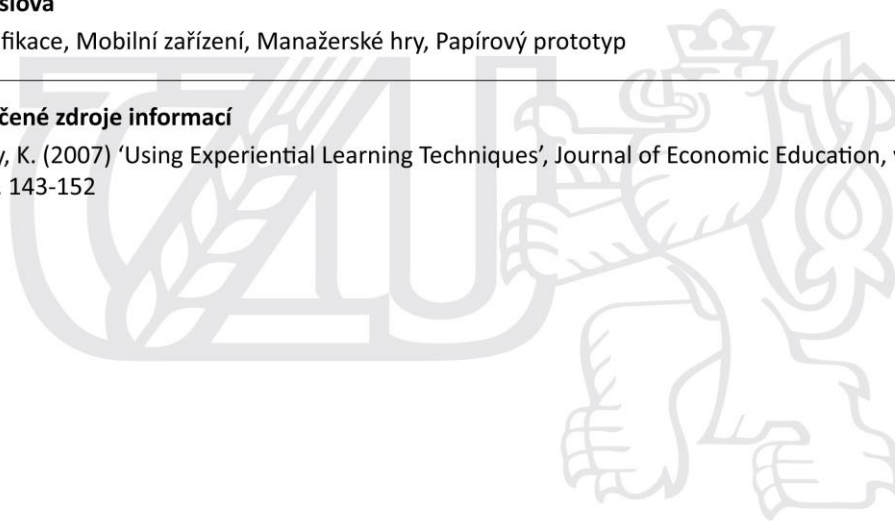 slova
fikace, Mobilní zařízení, Manažerské hry, Papírový prototyp
čené zdroje informací
, K. (2007) ‘Using Experiential Learning Techniques’, Journal of Economic Education,
. 143-152
ČZU